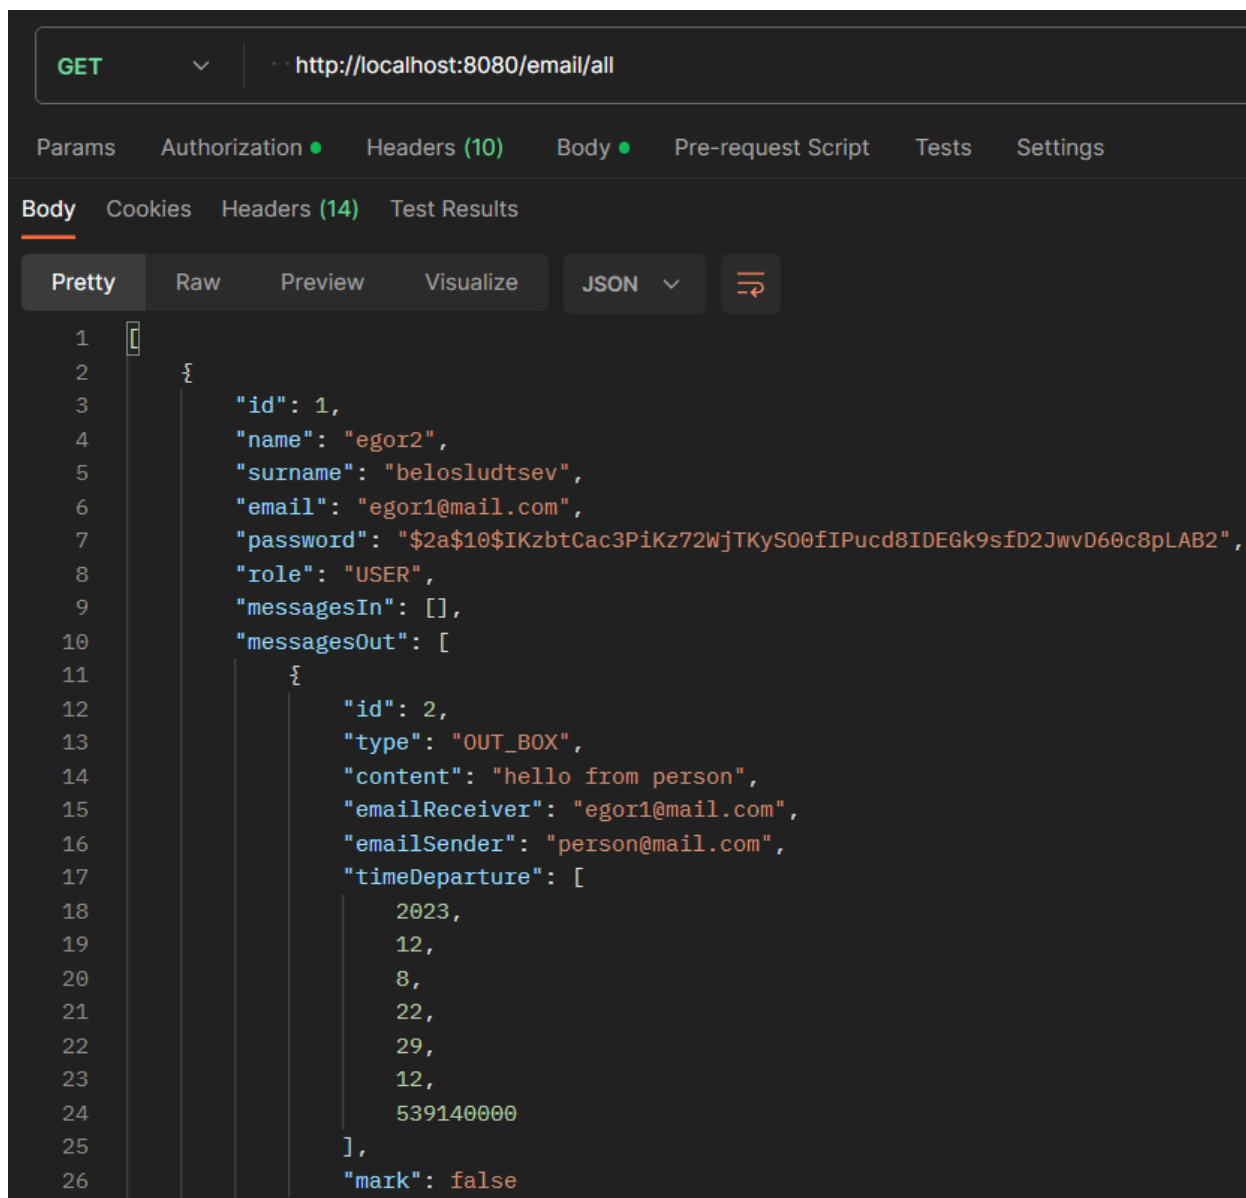 GET http://localhost:8080/email/all
Params Authorization Headers (10) Body Pre-request Script Tests Settings
Body Cookies Headers (14) Test Results
Pretty Raw Preview Visualize JSON
1 [
2 {
3 "id": 1,
4 "name": "egor2",
5 "surname": "belosludtsev",
6 "email": "egor1@mail.com",
7 "password": "$2a$10$IKzbtCac3PiKz72WjTKySO0fIPucd8IDEGk9sfD2JwvD60c8pLAB2",
8 "role": "USER",
9 "messagesIn": [],
10 "messagesOut": [
11 {
12 "id": 2,
13 "type": "OUT_BOX",
14 "content": "hello from person",
15 "emailReceiver": "egor1@mail.com",
16 "emailSender": "person@mail.com",
17 "timeDeparture": [
18 2023,
19 12,
20 8,
21 22,
22 29,
23 12,
24 539140000
25 ],
26 "mark": false